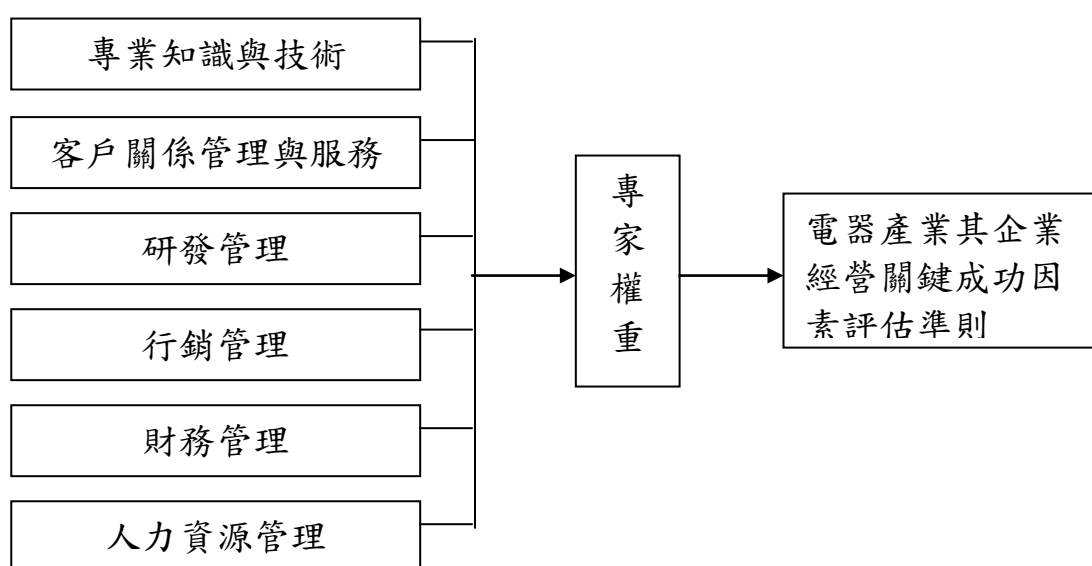 專業知識與技術
客戶關係管理與服務
研發管理
行銷管理
財務管理
人力資源管理
專家權重
電器產業其企業
經營關鍵成功因
素評估準則